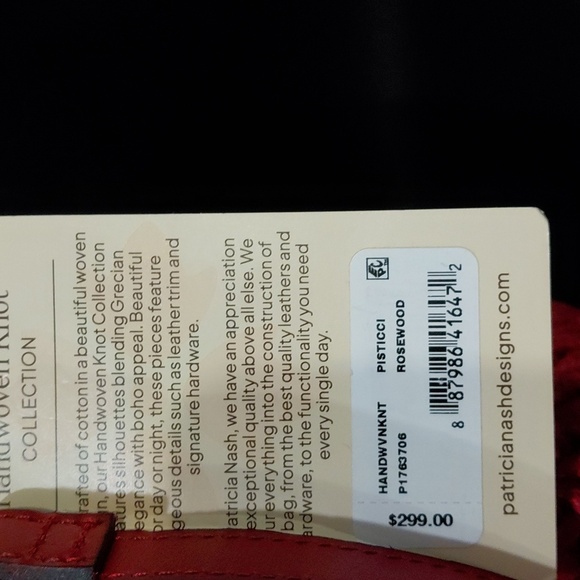 Handwoven Knot
COLLECTION
rafted of cotton in a beautiful woven
n, our Handwoven Knot Collection
atures silhouettes blending Grecian
egance with boho appeal. Beautiful
or day or night, these pieces feature
geous details such as leather trim and
signature hardware.
atricia Nash, we have an appreciation
exceptional quality above all else. We
ur everything into the construction of
bag, from the best quality leathers and
ardware, to the functionality you need
every single day.
HANDWVNKNT PISTICCI
P1763706 ROSEWOOD
8 87986 41647 2
$299.00
patricianashdesigns.com